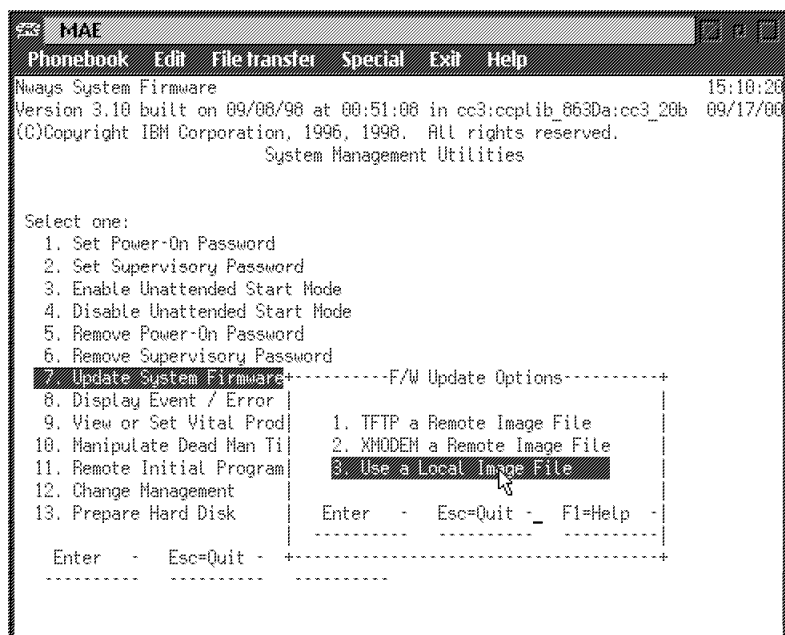 MAE
Phonebook Edit File transfer Special Exit Help
Nways System Firmware 15:10:20
Version 3.10 built on 09/08/98 at 00:51:08 in cc3:ccplib_863Da:cc3_20b 09/17/00
(C)Copyright IBM Corporation, 1996, 1998. All rights reserved.
System Management Utilities
Select one:
1. Set Power-On Password
2. Set Supervisory Password
3. Enable Unattended Start Mode
4. Disable Unattended Start Mode
5. Remove Power-On Password
6. Remove Supervisory Password
7. Update System Firmware+----------F/W Update Options----------+
8. Display Event / Error |
9. View or Set Vital Prod| 1. TFTP a Remote Image File |
10. Manipulate Dead Man Ti| 2. XMODEM a Remote Image File |
11. Remote Initial Program| 3. Use a Local Image File |
12. Change Management |
13. Prepare Hard Disk | Enter - Esc=Quit -_ F1=Help -|
Enter - Esc=Quit -